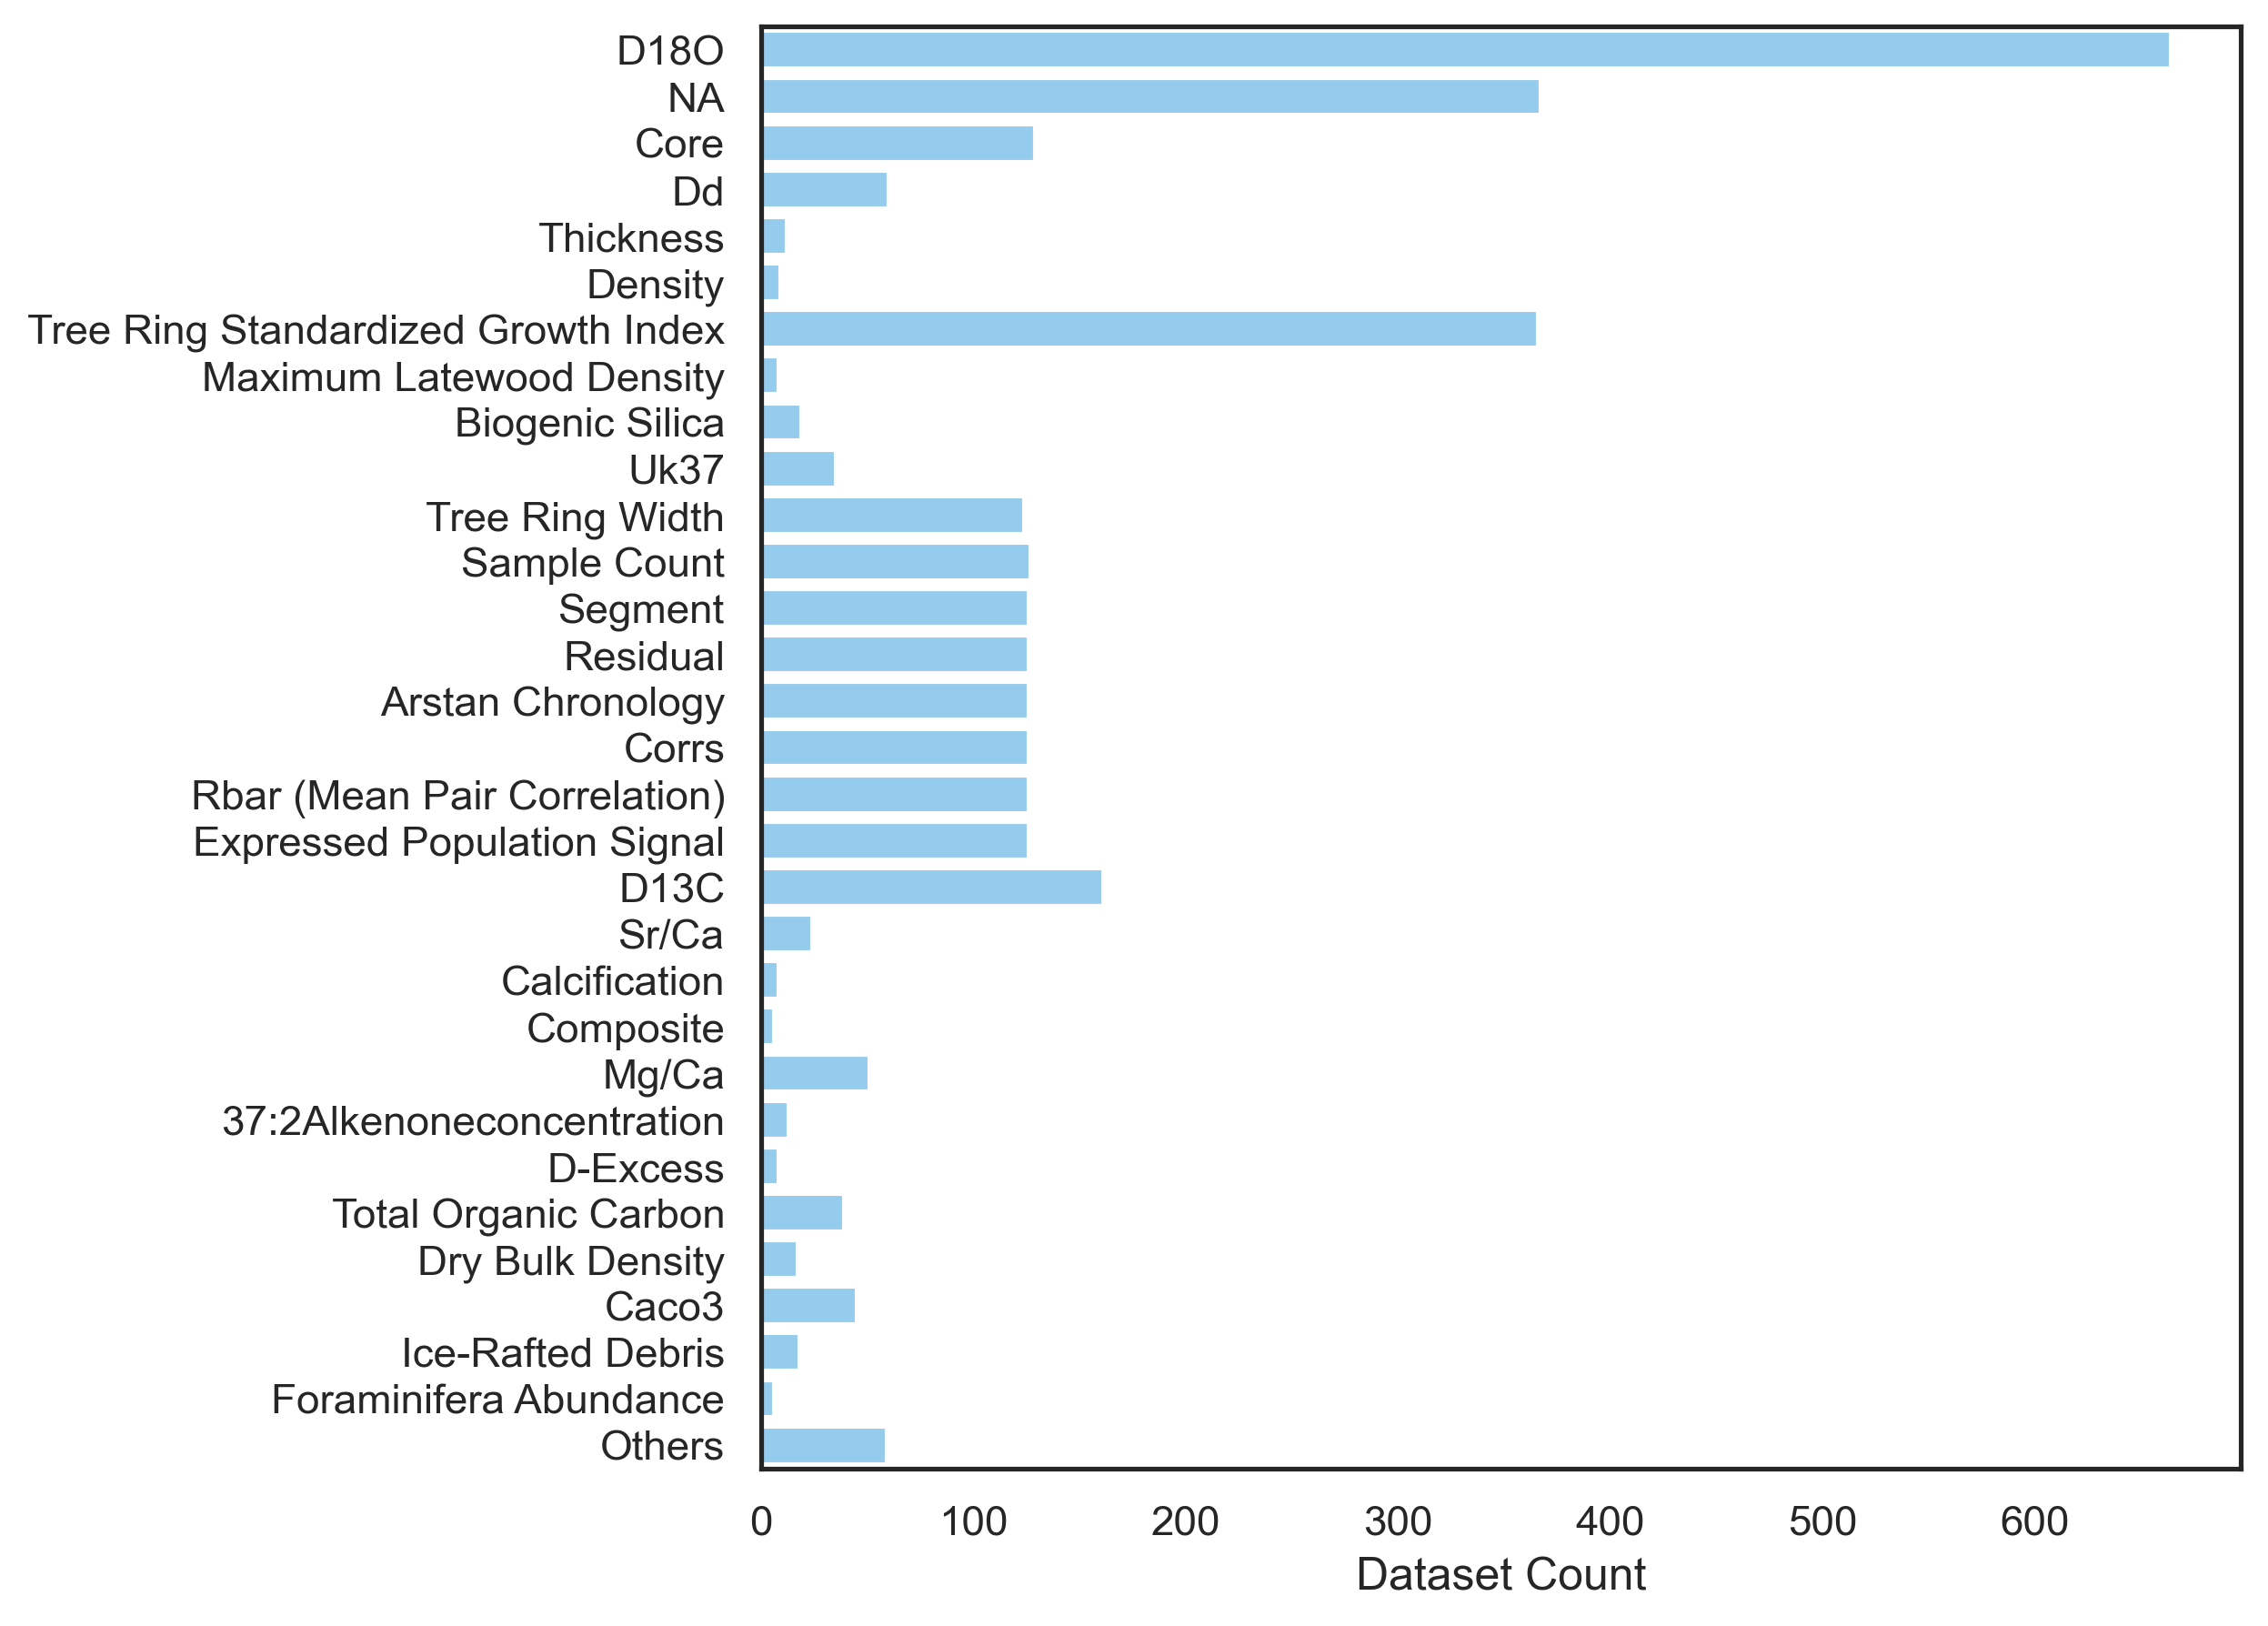 D18O
NA
Core
Dd
Thickness
Density
Tree Ring Standardized Growth Index
Maximum Latewood Density
Biogenic Silica
Uk37
Tree Ring Width
Sample Count
Segment
Residual
Arstan Chronology
Corrs
Rbar (Mean Pair Correlation)
Expressed Population Signal
D13C
Sr/Ca
Calcification
Composite
Mg/Ca
37:2Alkenoneconcentration
D-Excess
Total Organic Carbon
Dry Bulk Density
Caco3
Ice-Rafted Debris
Foraminifera Abundance
Others
0 100 200 300 400 500 600
Dataset Count